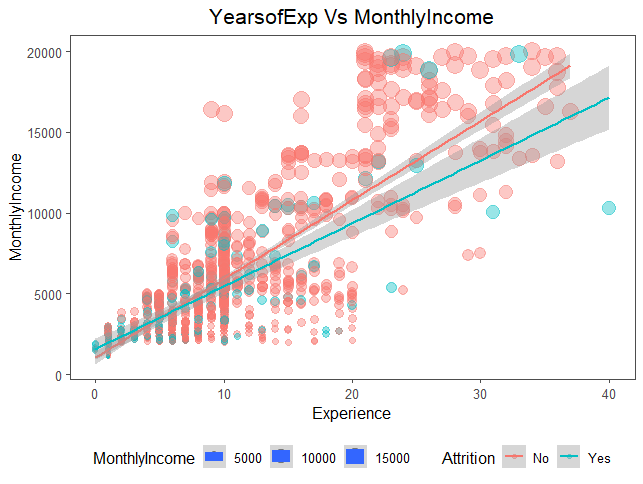 YearsofExp Vs MonthlyIncome
20000
15000
10000
5000
0
MonthlyIncome
0 10 20 30 40
Experience
MonthlyIncome 5000 10000 15000 Attrition No Yes